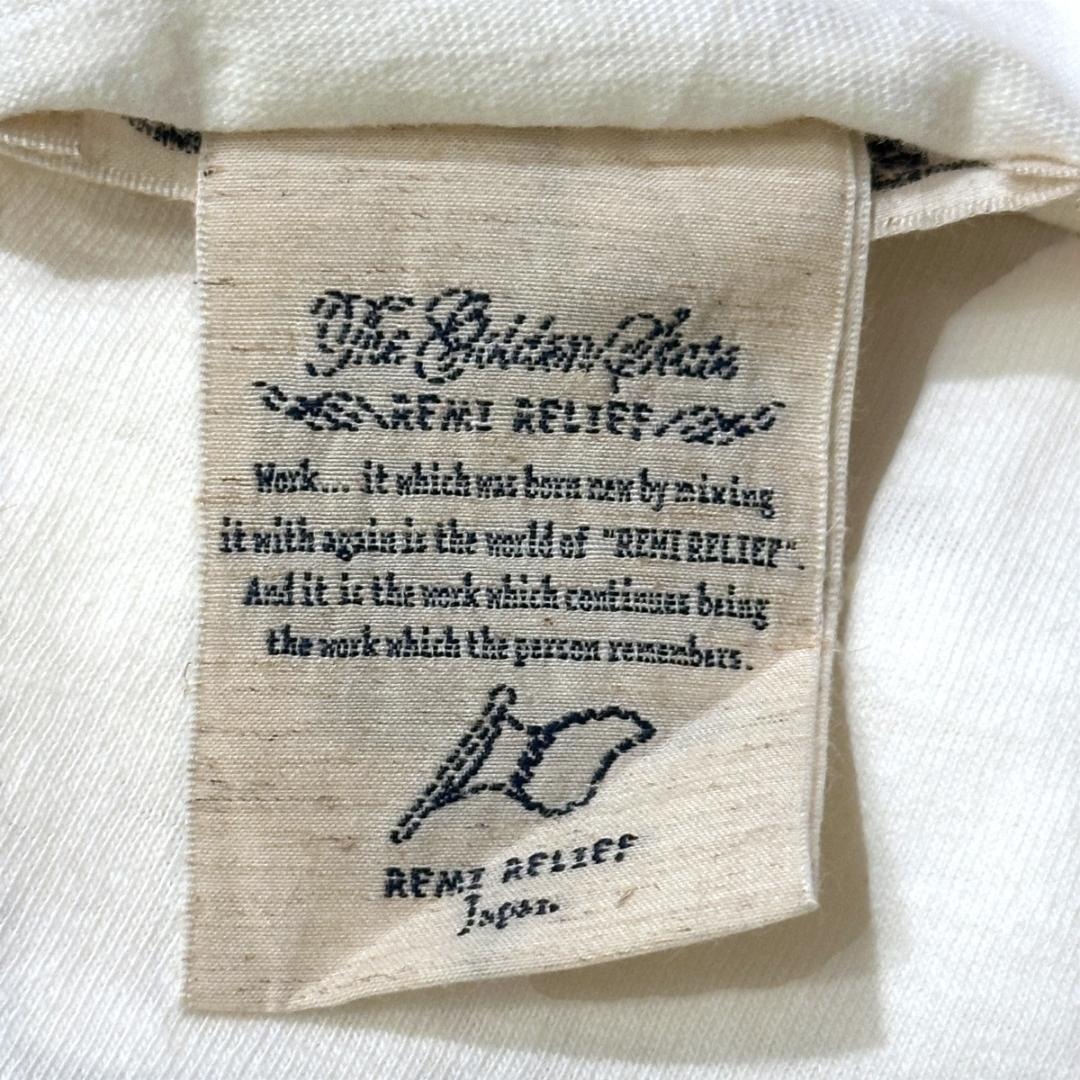 The Golden State
REMI RELIEF
Work... it which was born new by mixing
it with again is the world of "REMI RELIEF".
And it is the work which continues being
the work which the person remembers.
REMI RELIEF
Japan.